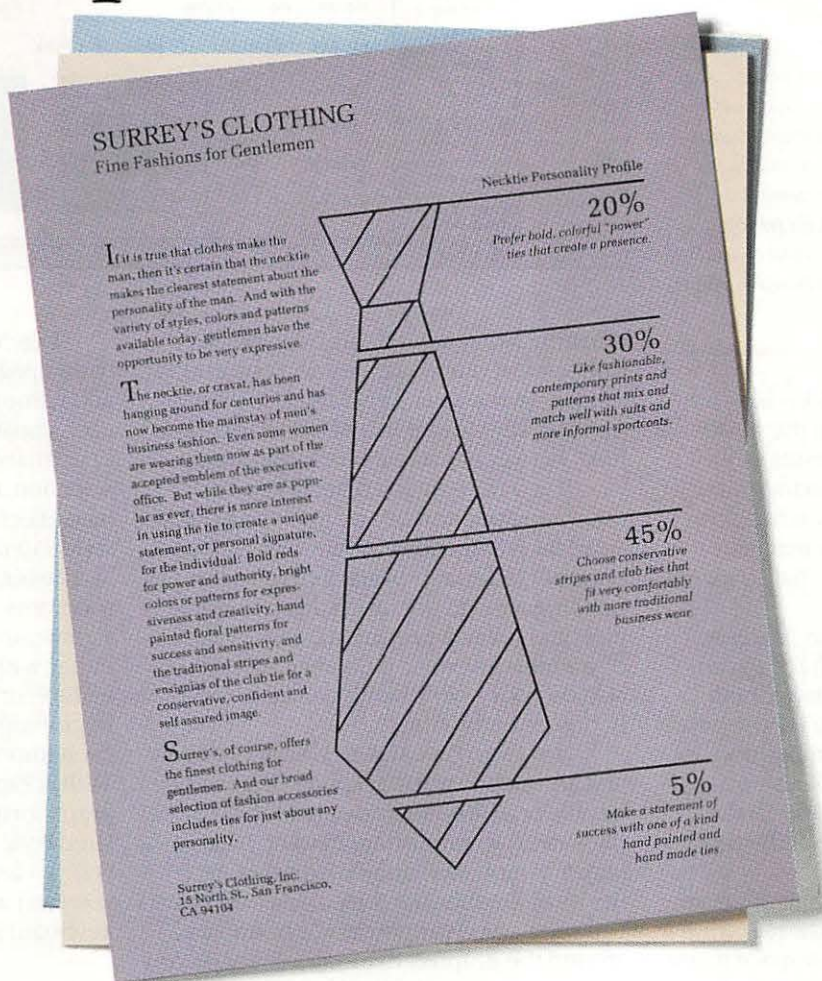 SURREY'S CLOTHING
Fine Fashions for Gentlemen
If it is true that clothes make the
man, then it's certain that the necktie
makes the clearest statement about the
personality of the man. And with the
variety of styles, colors and patterns
available today, gentlemen have the
opportunity to be very expressive.
The necktie, or cravat, has been
hanging around for centuries and has
now become the mainstay of men's
business fashion. Even some women
are wearing them now as part of the
accepted emblem of the executive
office. But while they are as popu-
lar as ever, there is more interest
in using the tie to create a unique
statement, or personal signature,
for the individual. Bold reds
for power and authority, bright
colors or patterns for expres-
siveness and creativity, hand
painted floral patterns for
success and sensitivity, and
the traditional stripes and
ensignias of the club tie for a
conservative, confident and
self assured image.
Surrey's, of course, offers
the finest clothing for
gentlemen. And our broad
selection of fashion accessories
includes ties for just about any
personality.
Surrey's Clothing, Inc.
15 North St., San Francisco,
CA 94104
Necktie Personality Profile
20%
Prefer bold, colorful "power"
ties that create a presence.
30%
Like fashionable,
contemporary prints and
patterns that mix and
match well with suits and
more informal sportcoats.
45%
Choose conservative
stripes and club ties that
fit very comfortably
with more traditional
business wear.
5%
Make a statement of
success with one of a kind
hand painted and
hand made ties.